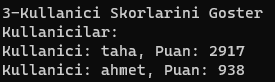 3-Kullanici Skorlarini Goster
Kullanicilar:
Kullanici: taha, Puan: 2917
Kullanici: ahmet, Puan: 938